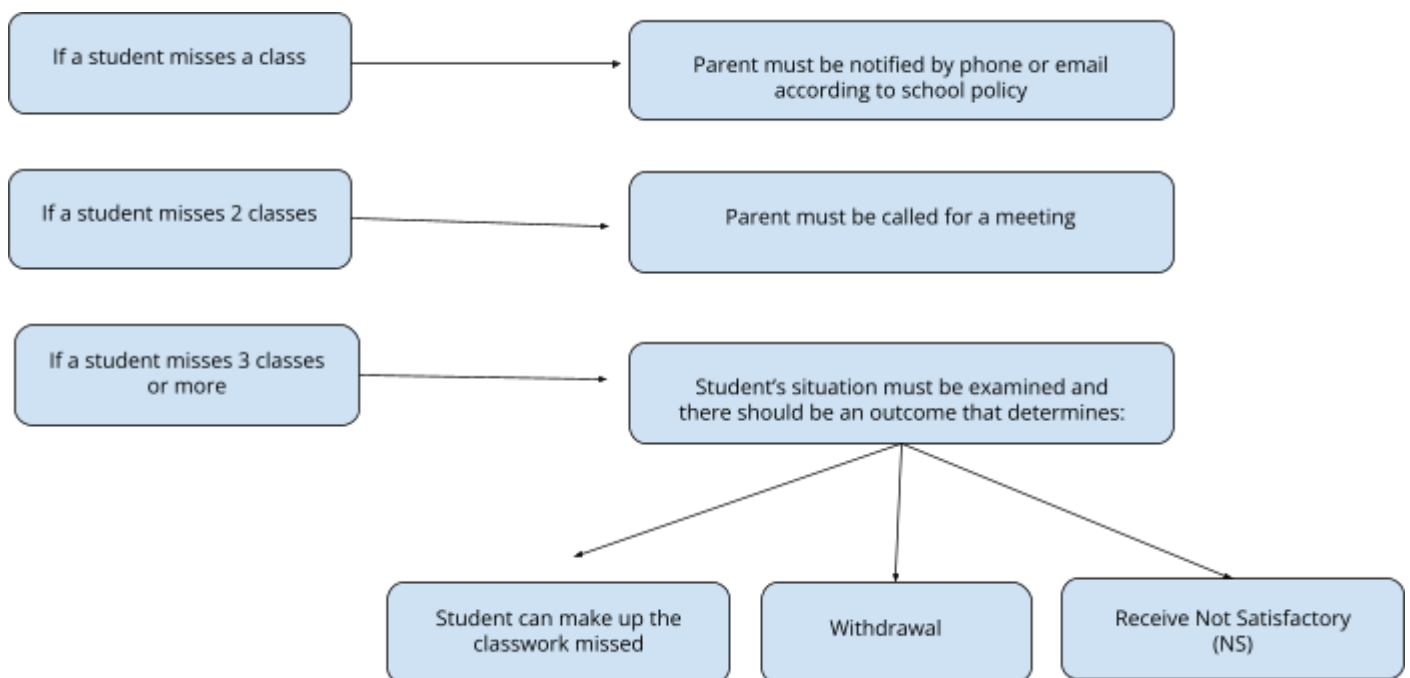 If a student misses a class
Parent must be notified by phone or email
according to school policy
If a student misses 2 classes
Parent must be called for a meeting
If a student misses 3 classes
or more
Student’s situation must be examined and
there should be an outcome that determines:
Student can make up the
classwork missed
Withdrawal
Receive Not Satisfactory
(NS)